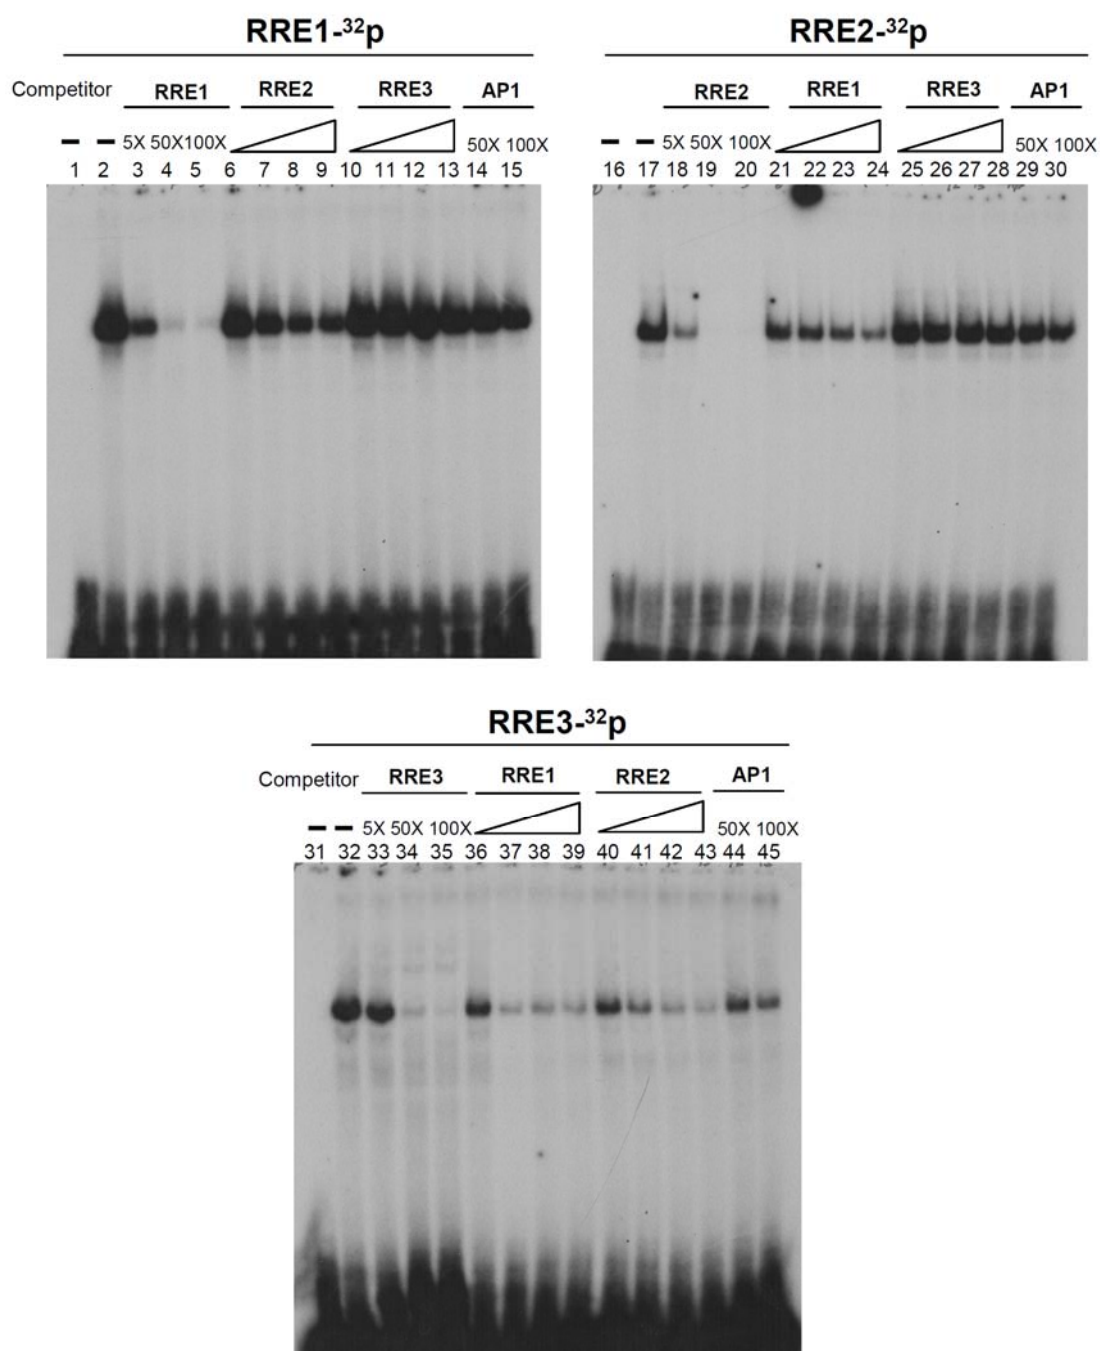 RRE1-³²p
Competitor RRE1 RRE2 RRE3 AP1
– – 5X 50X100X 50X 100X
1 2 3 4 5 6 7 8 9 10 11 12 13 14 15
RRE2-³²p
RRE2 RRE1 RRE3 AP1
– – 5X 50X 100X 50X 100X
16 17 18 19 20 21 22 23 24 25 26 27 28 29 30
RRE3-³²p
Competitor RRE3 RRE1 RRE2 AP1
– – 5X 50X 100X 50X 100X
31 32 33 34 35 36 37 38 39 40 41 42 43 44 45